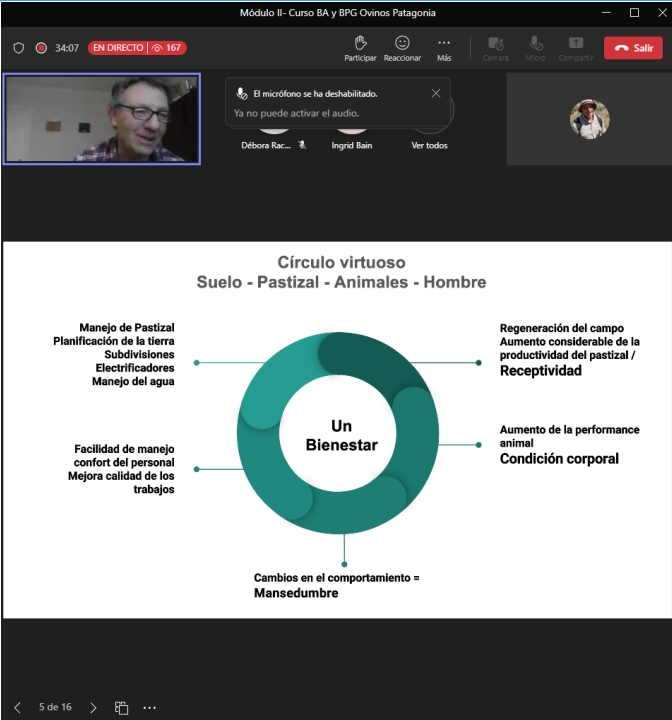 Módulo II- Curso BA y BPG Ovinos Patagonia
34:07
EN DIRECTO | 167
Participar
Reaccionar
Más
Cámara
Micro
Compartir
Salir
El micrófono se ha deshabilitado.
Ya no puede activar el audio.
Débora Rac...
Ingrid Bain
Ver todos
Círculo virtuoso
Suelo - Pastizal - Animales - Hombre
Manejo de Pastizal
Planificación de la tierra
Subdivisiones
Electrificadores
Manejo del agua
Regeneración del campo
Aumento considerable de la
productividad del pastizal /
Receptividad
Un
Bienestar
Facilidad de manejo
confort del personal
Mejora calidad de los
trabajos
Aumento de la performance
animal
Condición corporal
Cambios en el comportamiento =
Mansedumbre
5 de 16